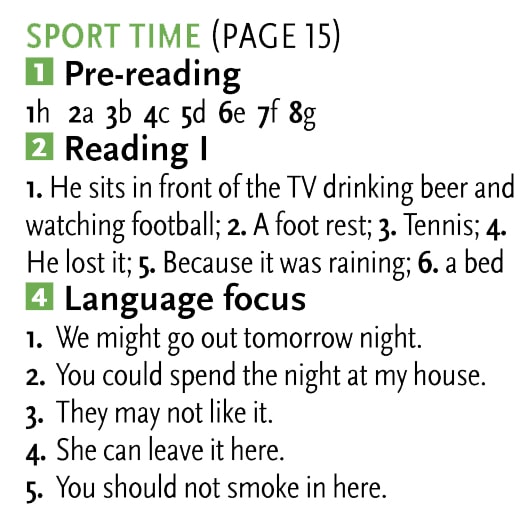 SPORT TIME (PAGE 15)
1 Pre-reading
1h 2a 3b 4c 5d 6e 7f 8g
2 Reading I
1. He sits in front of the TV drinking beer and
watching football; 2. A foot rest; 3. Tennis; 4.
He lost it; 5. Because it was raining; 6. a bed
4 Language focus
1. We might go out tomorrow night.
2. You could spend the night at my house.
3. They may not like it.
4. She can leave it here.
5. You should not smoke in here.